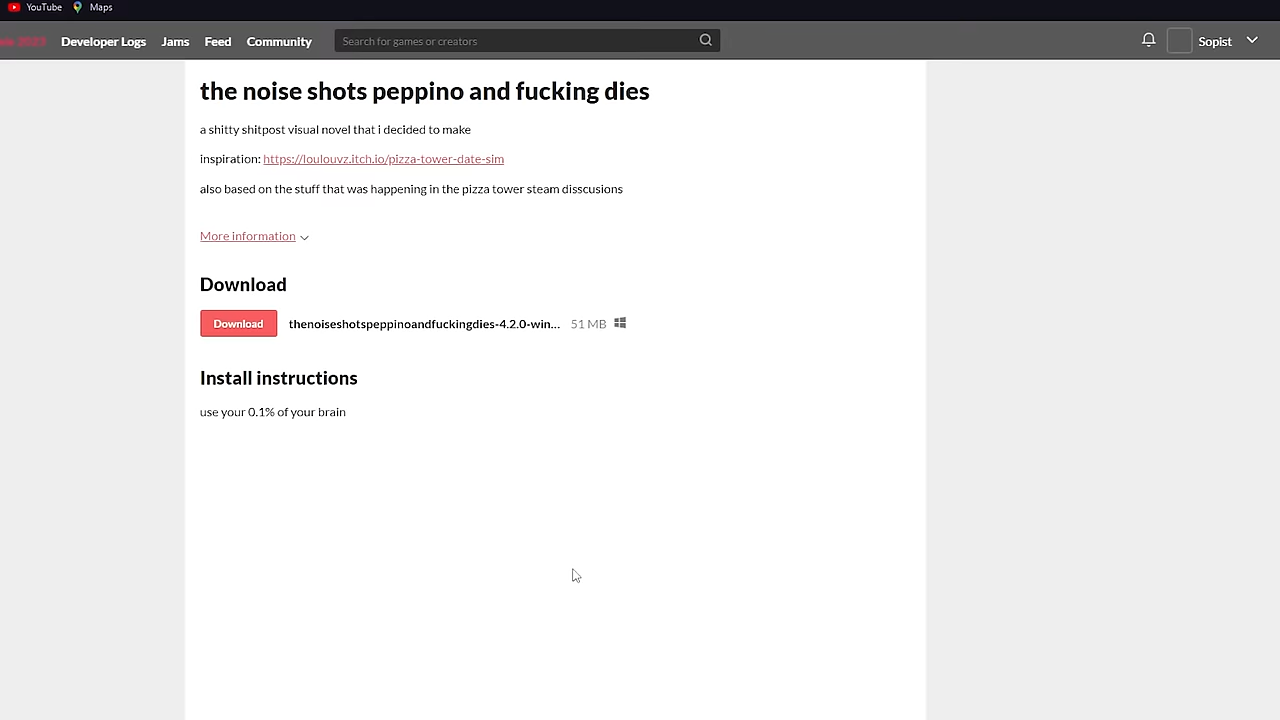 YouTube Maps
2023 Developer Logs Jams Feed Community Search for games or creators Sopist
the noise shots peppino and fucking dies
a shitty shitpost visual novel that i decided to make
inspiration: https://loulouvz.itch.io/pizza-tower-date-sim
also based on the stuff that was happening in the pizza tower steam disscusions
More information
Download
Download thenoiseshotspeppinoandfuckingdies-4.2.0-win... 51 MB
Install instructions
use your 0.1% of your brain